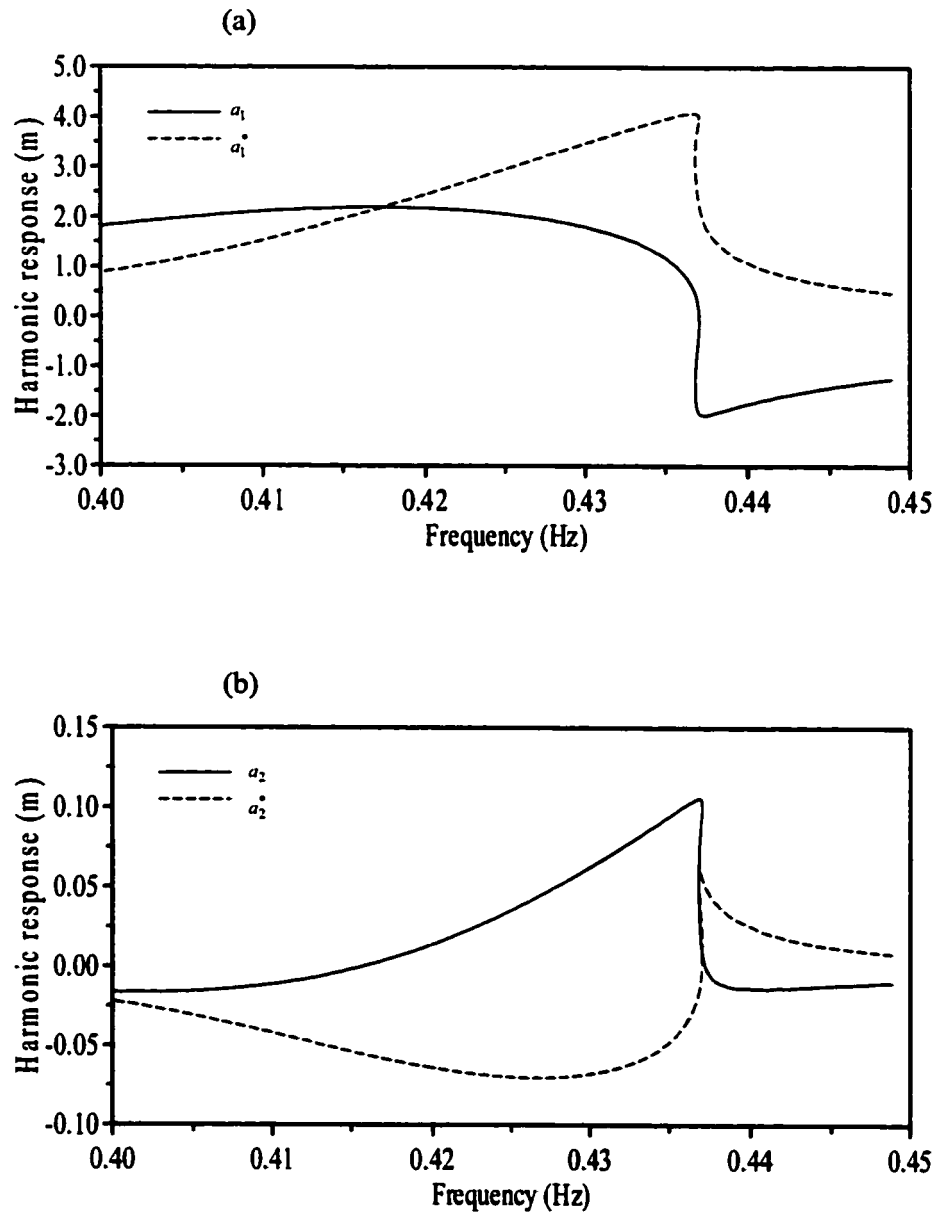 (a)
5.0
4.0
3.0
2.0
1.0
0.0
-1.0
-2.0
-3.0
Harmonic response (m)
a₁
a₁•
0.40 0.41 0.42 0.43 0.44 0.45
Frequency (Hz)
(b)
0.15
0.10
0.05
0.00
-0.05
-0.10
Harmonic response (m)
a₂
a₂•
0.40 0.41 0.42 0.43 0.44 0.45
Frequency (Hz)